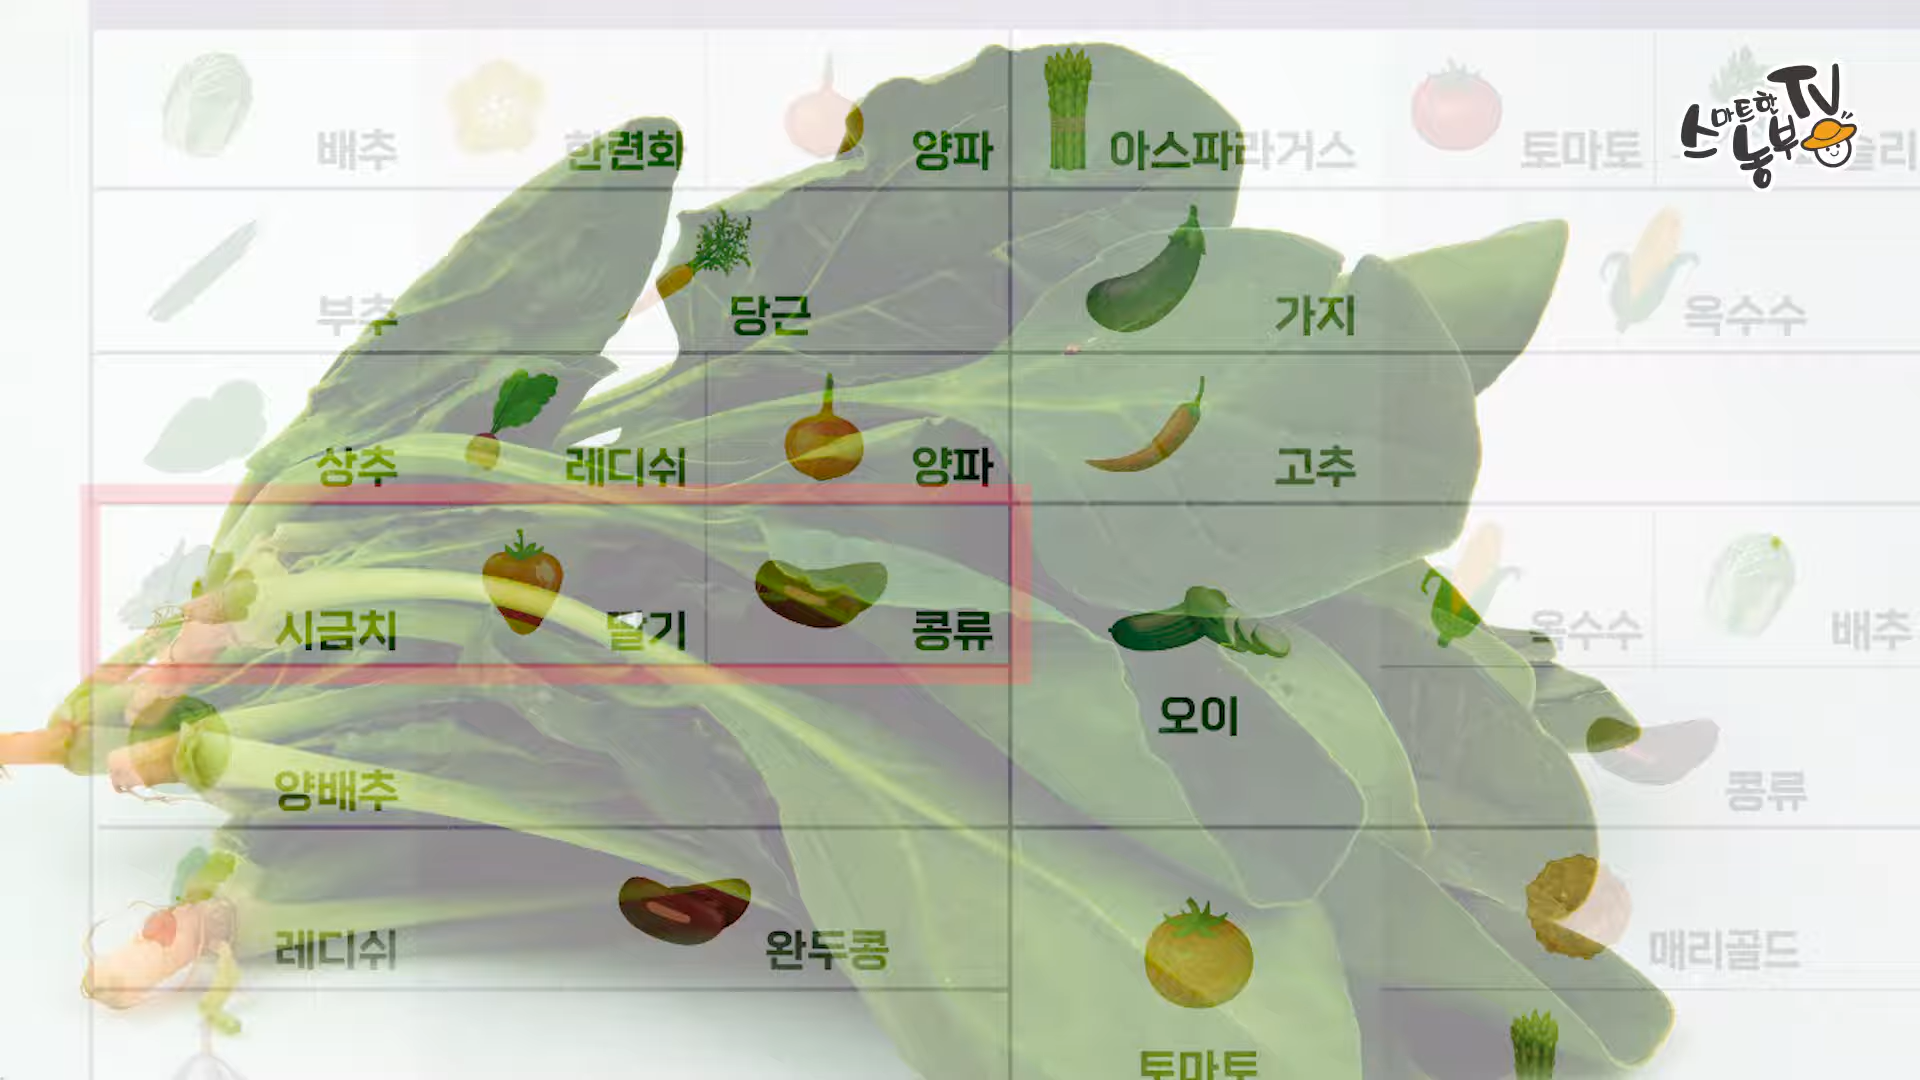 스마트한 TV
농부
배추 한련화 양파 아스파라거스 토마토 슬리
부추 당근 가지 옥수수
상추 레디쉬 양파 고추
시금치 딸기 콩류 옥수수 배추
오이
양배추 콩류
레디쉬 완두콩 매리골드
토마토